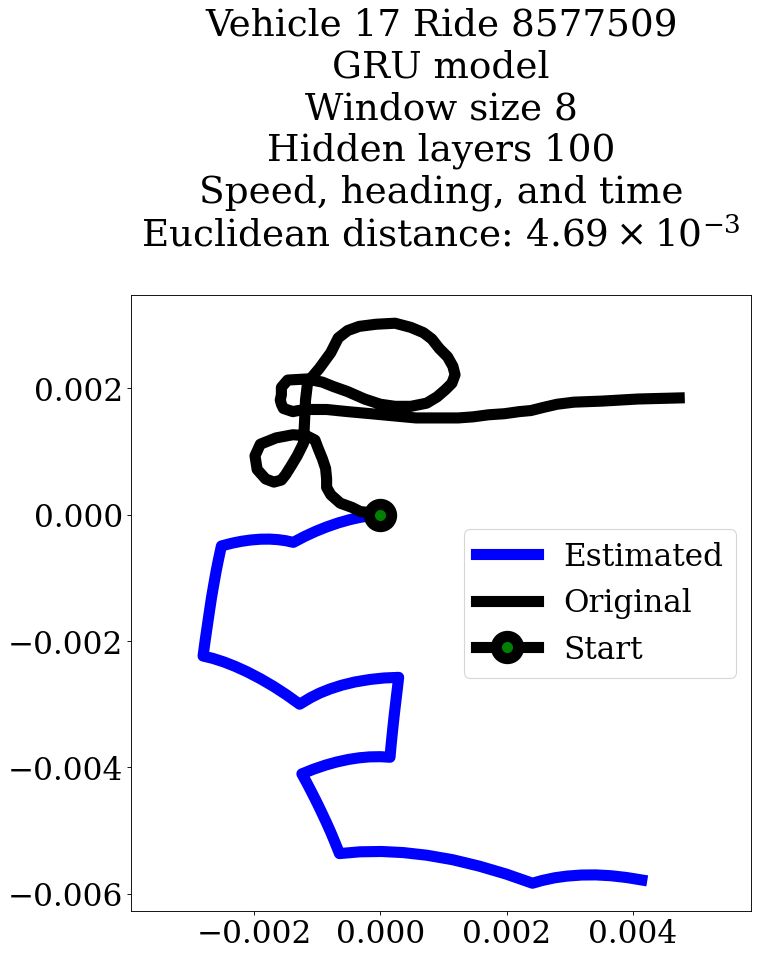 Vehicle 17 Ride 8577509
GRU model
Window size 8
Hidden layers 100
Speed, heading, and time
Euclidean distance: 4.69 × 10⁻³
0.002
0.000
−0.002
−0.004
−0.006
Estimated
Original
Start
−0.002 0.000 0.002 0.004